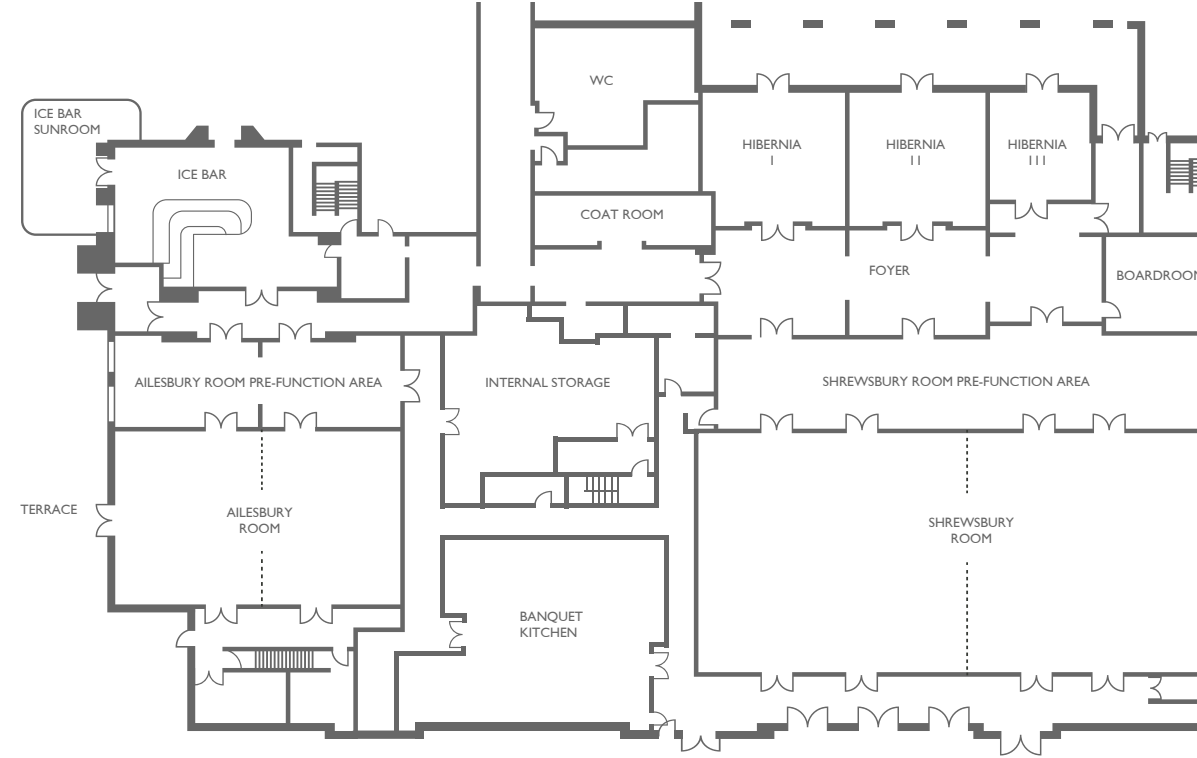 ICE BAR
SUNROOM
WC
ICE BAR
HIBERNIA
I
HIBERNIA
II
HIBERNIA
III
COAT ROOM
FOYER
BOARDROOM
AILESBURY ROOM PRE-FUNCTION AREA
INTERNAL STORAGE
SHREWSBURY ROOM PRE-FUNCTION AREA
TERRACE
AILESBURY
ROOM
SHREWSBURY
ROOM
BANQUET
KITCHEN